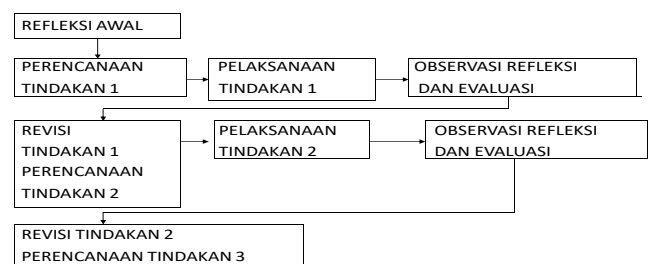 REFLEKSI AWAL
PERENCANAAN
TINDAKAN 1
PELAKSANAAN
TINDAKAN 1
OBSERVASI REFLEKSI
DAN EVALUASI
REVISI
TINDAKAN 1
PERENCANAAN
TINDAKAN 2
PELAKSANAAN
TINDAKAN 2
OBSERVASI REFLEKSI
DAN EVALUASI
REVISI TINDAKAN 2
PERENCANAAN TINDAKAN 3